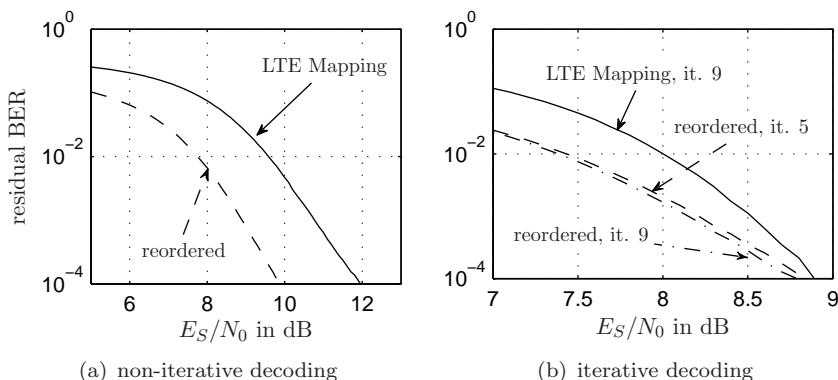 residual BER
10^0
10^-2
10^-4
LTE Mapping
reordered
6 8 10 12
E_S/N_0 in dB
(a) non-iterative decoding
10^0
10^-2
10^-4
LTE Mapping, it. 9
reordered, it. 5
reordered, it. 9
7 7.5 8 8.5 9
E_S/N_0 in dB
(b) iterative decoding